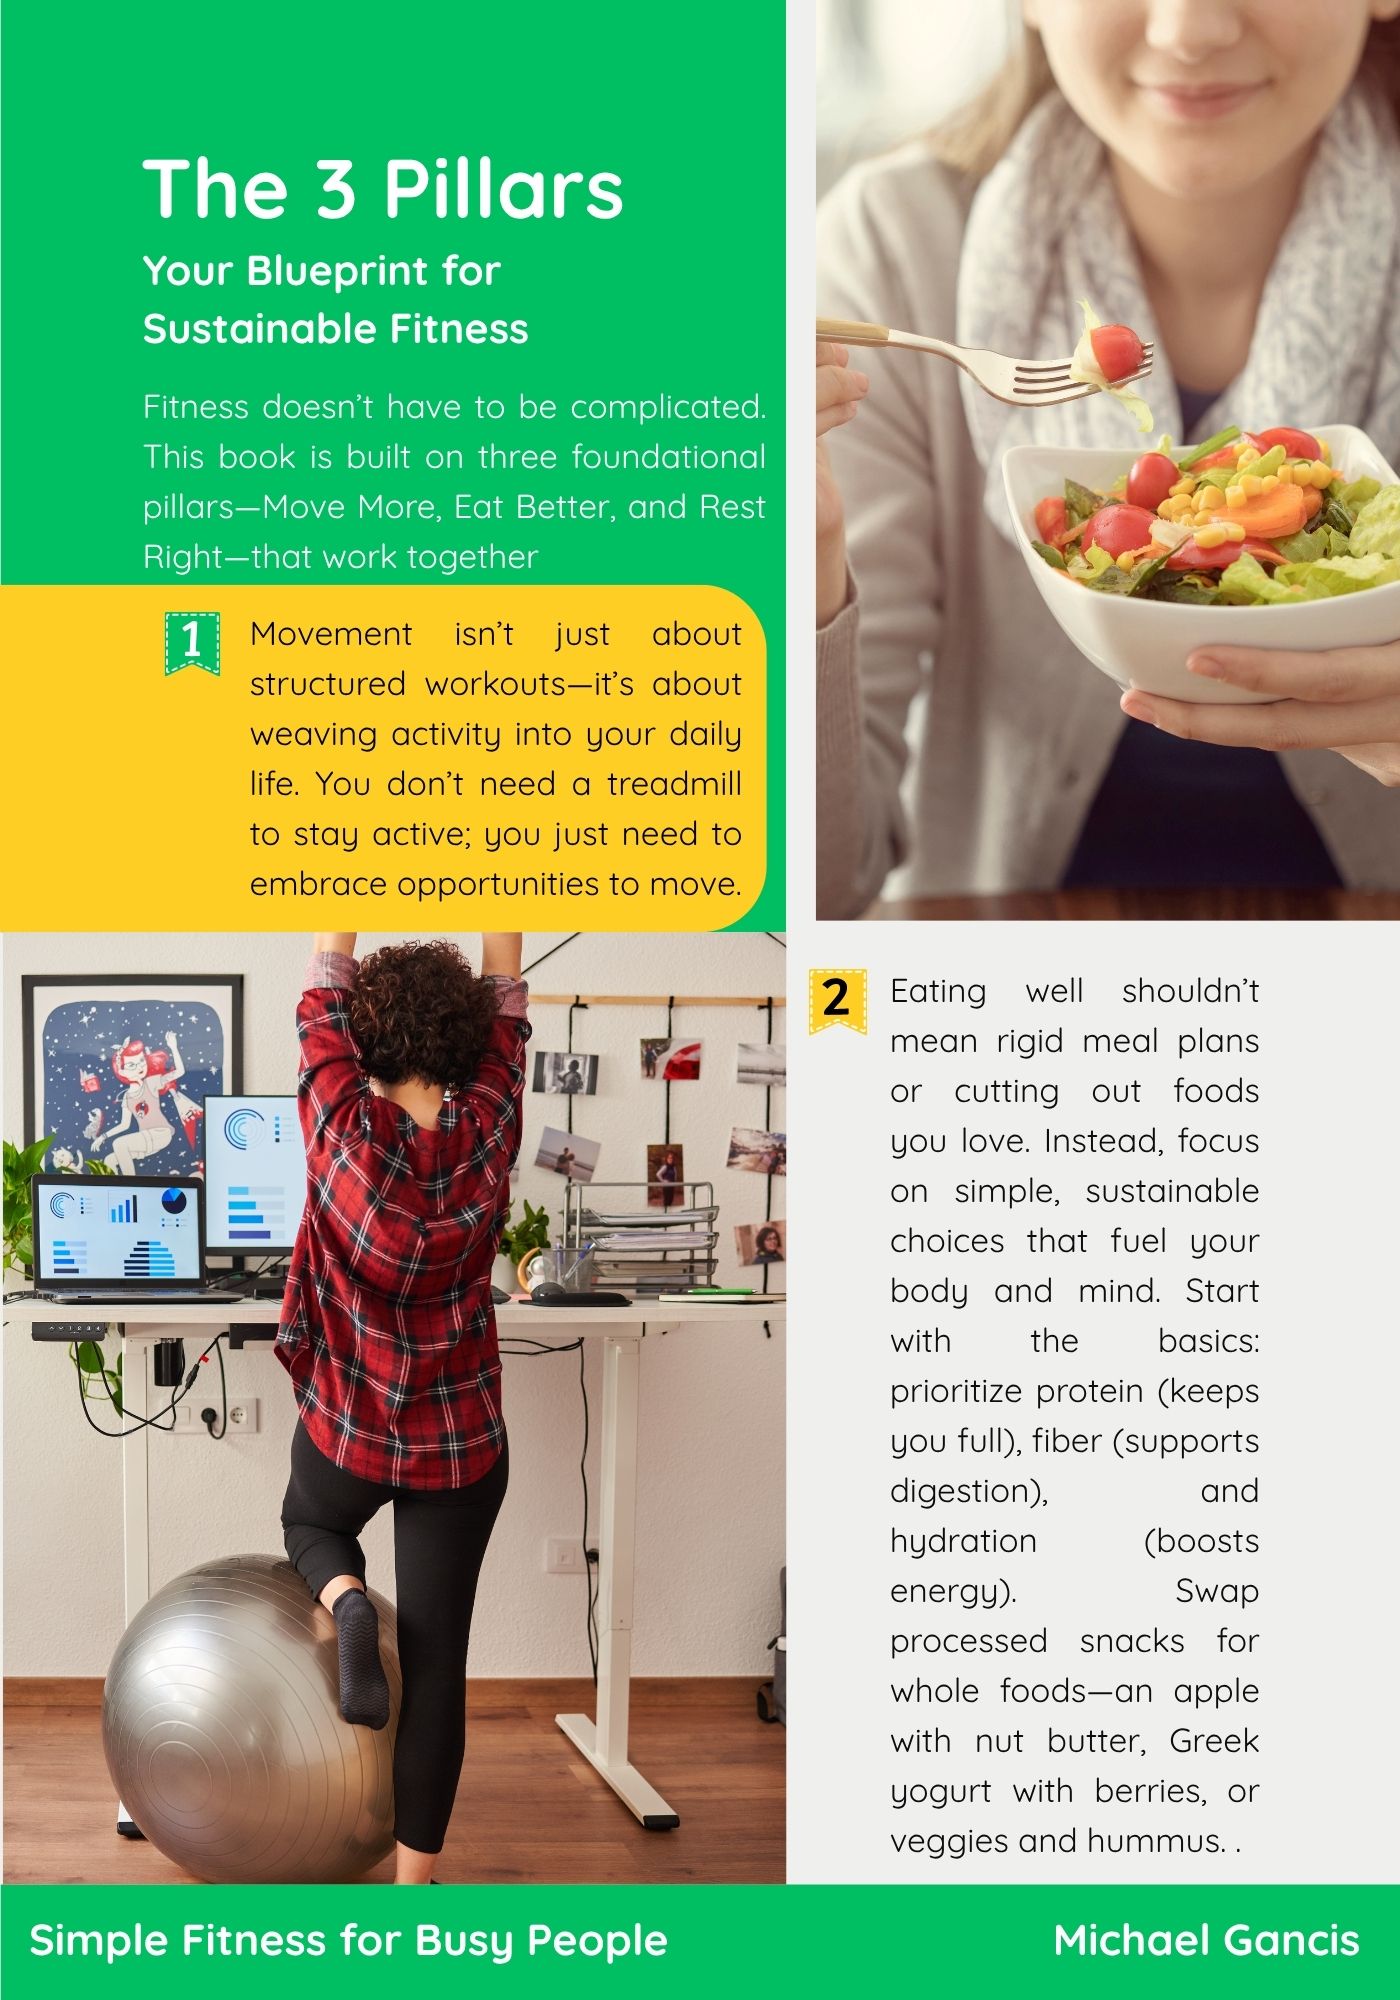 The 3 Pillars
Your Blueprint for
Sustainable Fitness
Fitness doesn’t have to be complicated.
This book is built on three foundational
pillars—Move More, Eat Better, and Rest
Right—that work together
1
Movement isn’t just about
structured workouts—it’s about
weaving activity into your daily
life. You don’t need a treadmill
to stay active; you just need to
embrace opportunities to move.
2
Eating well shouldn’t
mean rigid meal plans
or cutting out foods
you love. Instead, focus
on simple, sustainable
choices that fuel your
body and mind. Start
with the basics:
prioritize protein (keeps
you full), fiber (supports
digestion), and
hydration (boosts
energy). Swap
processed snacks for
whole foods—an apple
with nut butter, Greek
yogurt with berries, or
veggies and hummus. .
Simple Fitness for Busy People
Michael Gancis